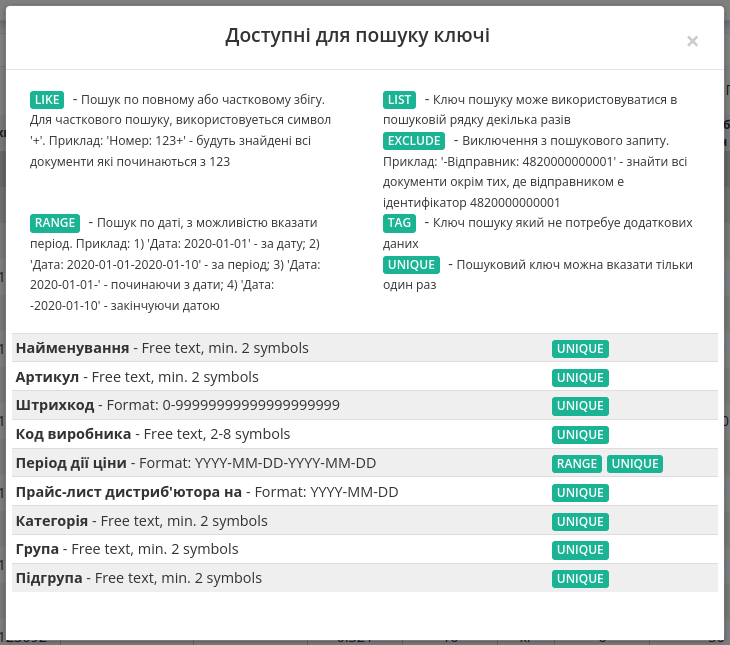 Доступні для пошуку ключі
×
LIKE - Пошук по повному або частковому збігу.
Для часткового пошуку, використовується символ
'+'. Приклад: 'Номер: 123+' - будуть знайдені всі
документи які починаються з 123
LIST - Ключ пошуку може використовуватися в
пошуковій рядку декілька разів
EXCLUDE - Виключення з пошукового запиту.
Приклад: '-Відправник: 4820000000001' - знайти всі
документи окрім тих, де відправником е
ідентифікатор 4820000000001
RANGE - Пошук по даті, з можливістю вказати
період. Приклад: 1) 'Дата: 2020-01-01' - за дату; 2)
'Дата: 2020-01-01-2020-01-10' - за період; 3) 'Дата:
2020-01-01-' - починаючи з дати; 4) 'Дата:
-2020-01-10' - закінчуючи датою
TAG - Ключ пошуку який не потребує додаткових
даних
UNIQUE - Пошуковий ключ можна вказати тільки
один раз
Найменування - Free text, min. 2 symbols UNIQUE
Артикул - Free text, min. 2 symbols UNIQUE
Штрихкод - Format: 0-99999999999999999999 UNIQUE
Код виробника - Free text, 2-8 symbols UNIQUE
Період дії ціни - Format: YYYY-MM-DD-YYYY-MM-DD RANGE UNIQUE
Прайс-лист дистриб'ютора на - Format: YYYY-MM-DD UNIQUE
Категорія - Free text, min. 2 symbols UNIQUE
Група - Free text, min. 2 symbols UNIQUE
Підгрупа - Free text, min. 2 symbols UNIQUE